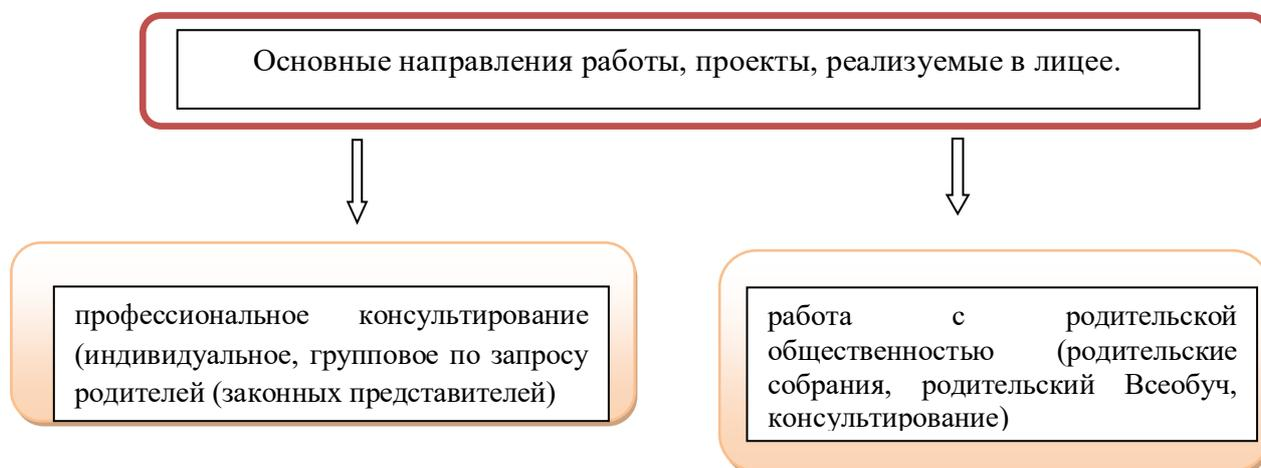 Основные направления работы, проекты, реализуемые в лицее.
профессиональное консультирование
(индивидуальное, групповое по запросу
родителей (законных представителей)
работа с родительской
общественностью (родительские
собрания, родительский Всеобуч,
консультирование)